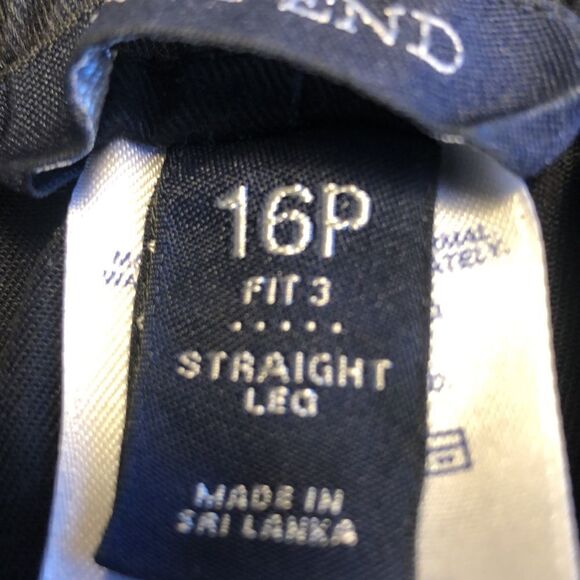 END
16P
FIT 3
.....
STRAIGHT
LEG
MADE IN
SRI LANKA